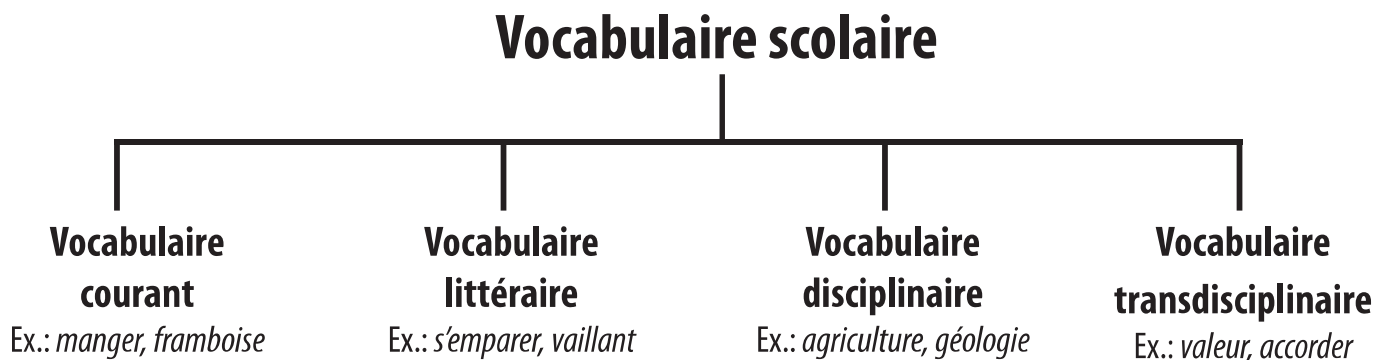 Vocabulaire scolaire
Vocabulaire
courant
Ex.: manger, framboise
Vocabulaire
littéraire
Ex.: s'emparer, vaillant
Vocabulaire
disciplinaire
Ex.: agriculture, géologie
Vocabulaire
transdisciplinaire
Ex.: valeur, accorder